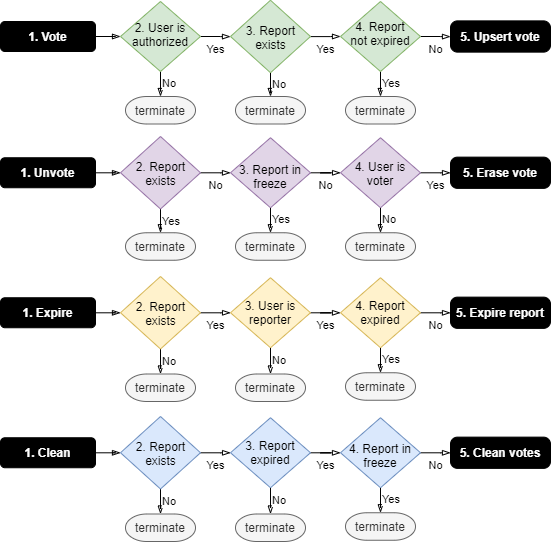 1. Vote
2. User is
authorized
Yes
3. Report
exists
Yes
4. Report
not expired
No
5. Upsert vote
No
No
Yes
terminate
terminate
terminate
1. Unvote
2. Report
exists
No
3. Report in
freeze
No
4. User is
voter
Yes
5. Erase vote
Yes
Yes
No
terminate
terminate
terminate
1. Expire
2. Report
exists
Yes
3. User is
reporter
Yes
4. Report
expired
No
5. Expire report
No
No
Yes
terminate
terminate
terminate
1. Clean
2. Report
exists
Yes
3. Report
expired
Yes
4. Report in
freeze
No
5. Clean votes
No
No
Yes
terminate
terminate
terminate